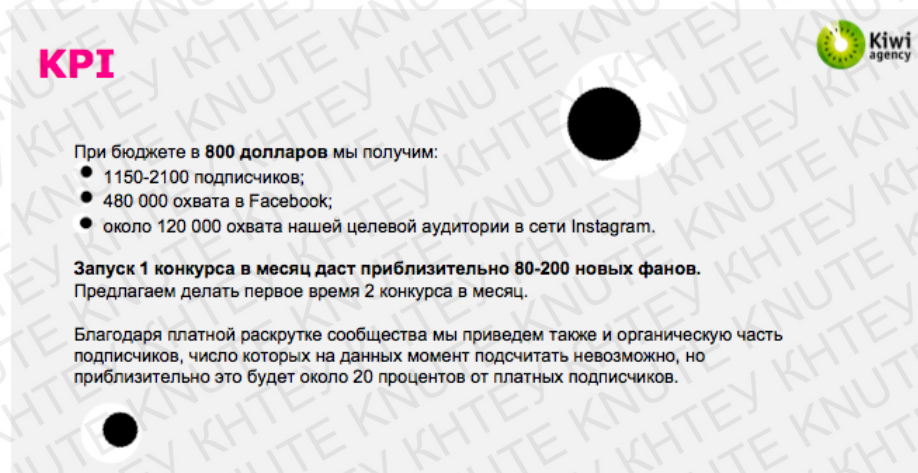 KPI
Kiwi
agency
При бюджете в 800 долларов мы получим:
1150-2100 подписчиков;
480 000 охвата в Facebook;
около 120 000 охвата нашей целевой аудитории в сети Instagram.
Запуск 1 конкурса в месяц даст приблизительно 80-200 новых фанов.
Предлагаем делать первое время 2 конкурса в месяц.
Благодаря платной раскрутке сообщества мы приведем также и органическую часть
подписчиков, число которых на данных момент подсчитать невозможно, но
приблизительно это будет около 20 процентов от платных подписчиков.